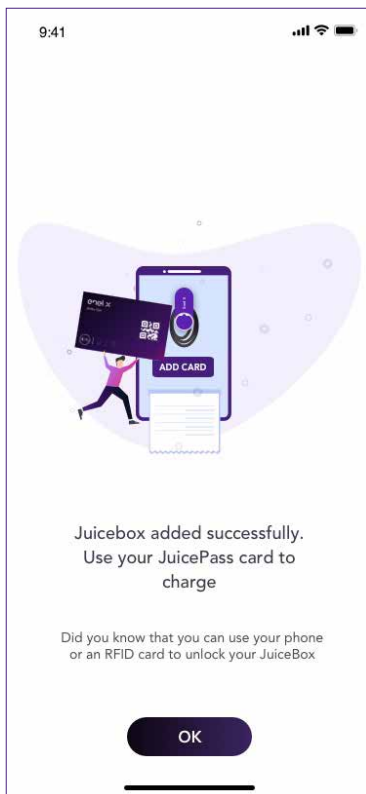 9:41
enel x
ADD CARD
Juicebox added successfully.
Use your JuicePass card to
charge
Did you know that you can use your phone
or an RFID card to unlock your JuiceBox
OK